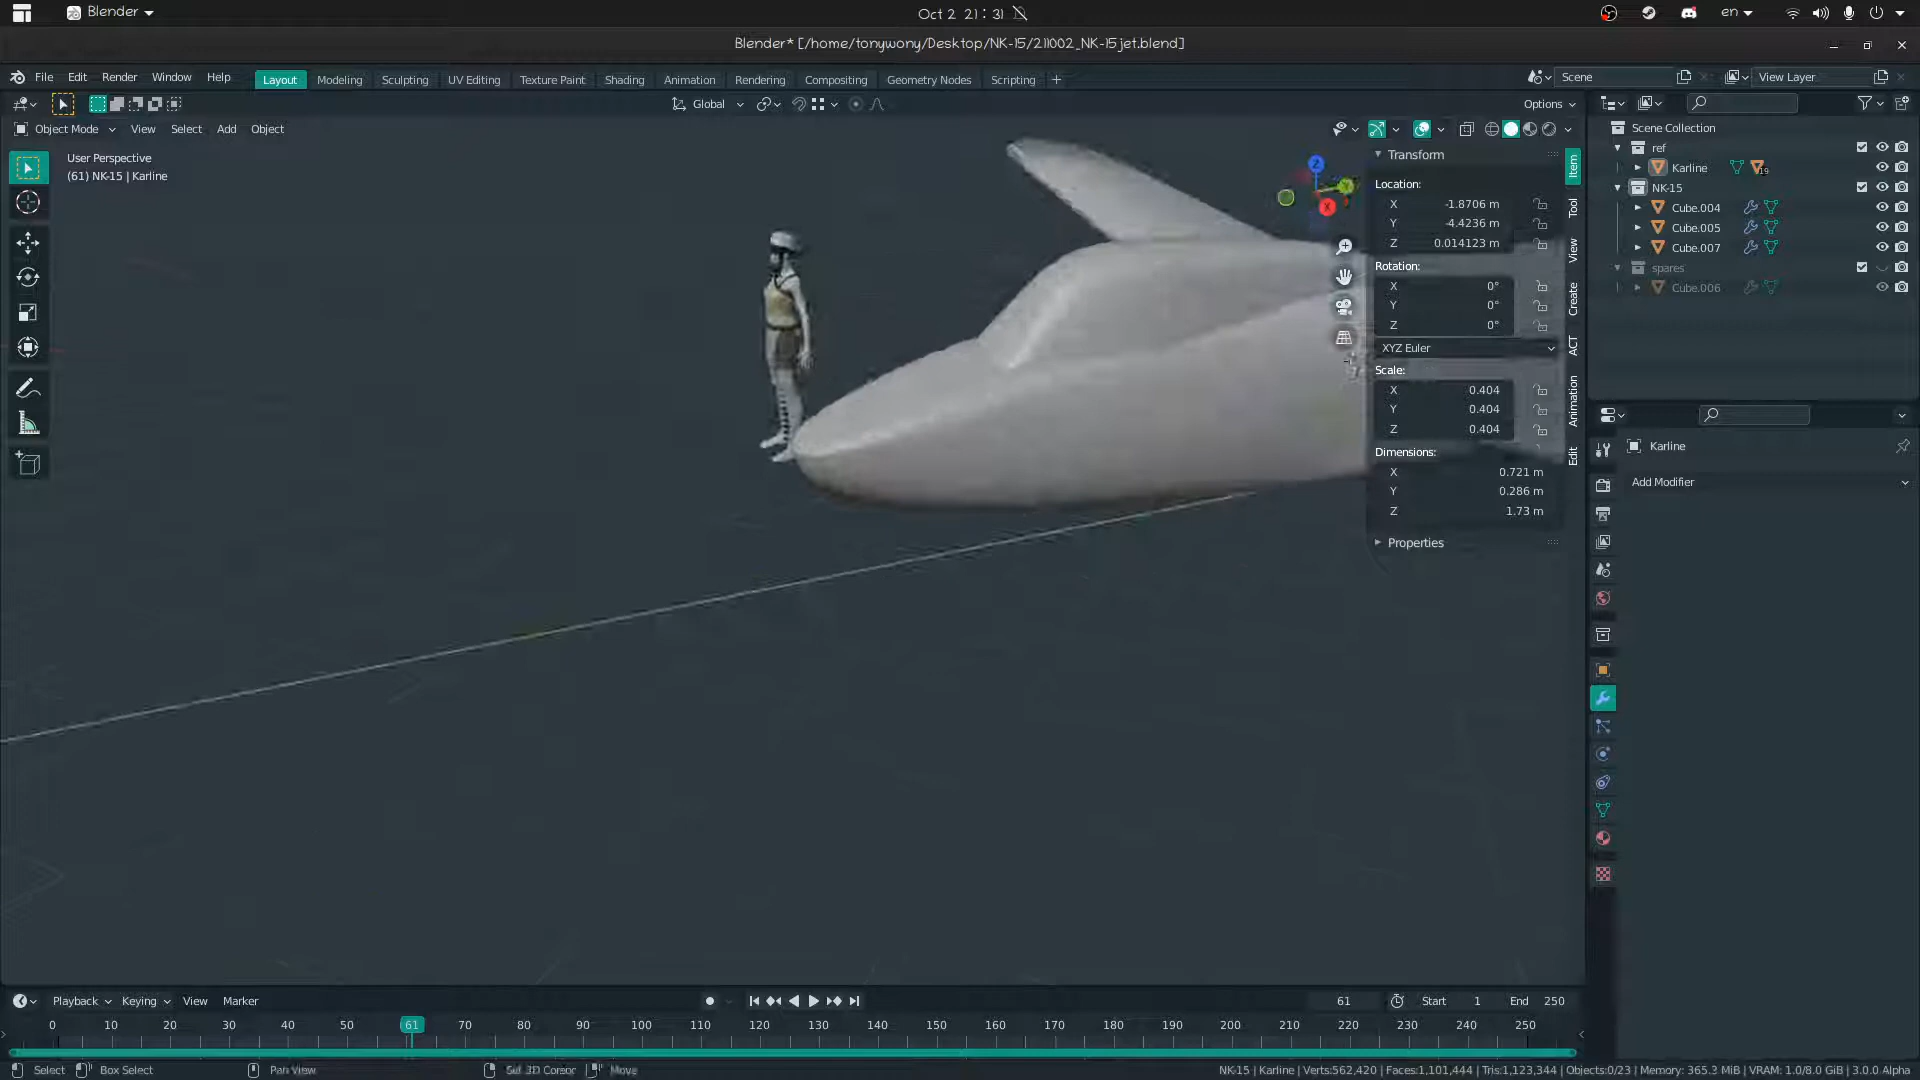 Blender
Oct 2 21:31
en
Blender* [/home/tonywony/Desktop/NK-15/211002_NK-15jet.blend]
File Edit Render Window Help
Layout Modeling Sculpting UV Editing Texture Paint Shading Animation Rendering Compositing Geometry Nodes Scripting +
Scene
View Layer
Global
Options
Object Mode View Select Add Object
User Perspective
(61) NK-15 | Karline
Z
Y
X
Transform
Location:
X -1.8706 m
Y -4.4236 m
Z 0.014123 m
Rotation:
X 0°
Y 0°
Z 0°
XYZ Euler
Scale:
X 0.404
Y 0.404
Z 0.404
Dimensions:
X 0.721 m
Y 0.286 m
Z 1.73 m
Properties
Item
Tool
View
Create
ACT
Animation
Edit
Scene Collection
ref
Karline
19
NK-15
Cube.004
Cube.005
Cube.007
spares
Cube.006
Karline
Add Modifier
Playback Keying View Marker
61 Start 1 End 250
0 10 20 30 40 50 61 70 80 90 100 110 120 130 140 150 160 170 180 190 200 210 220 230 240 250
Select Box Select Pan View Set 3D Cursor Move
NK-15 | Karline | Verts:562,420 | Faces:1,101,444 | Tris:1,123,344 | Objects:0/23 | Memory: 365.3 MiB | VRAM: 1.0/8.0 GiB | 3.0.0 Alpha